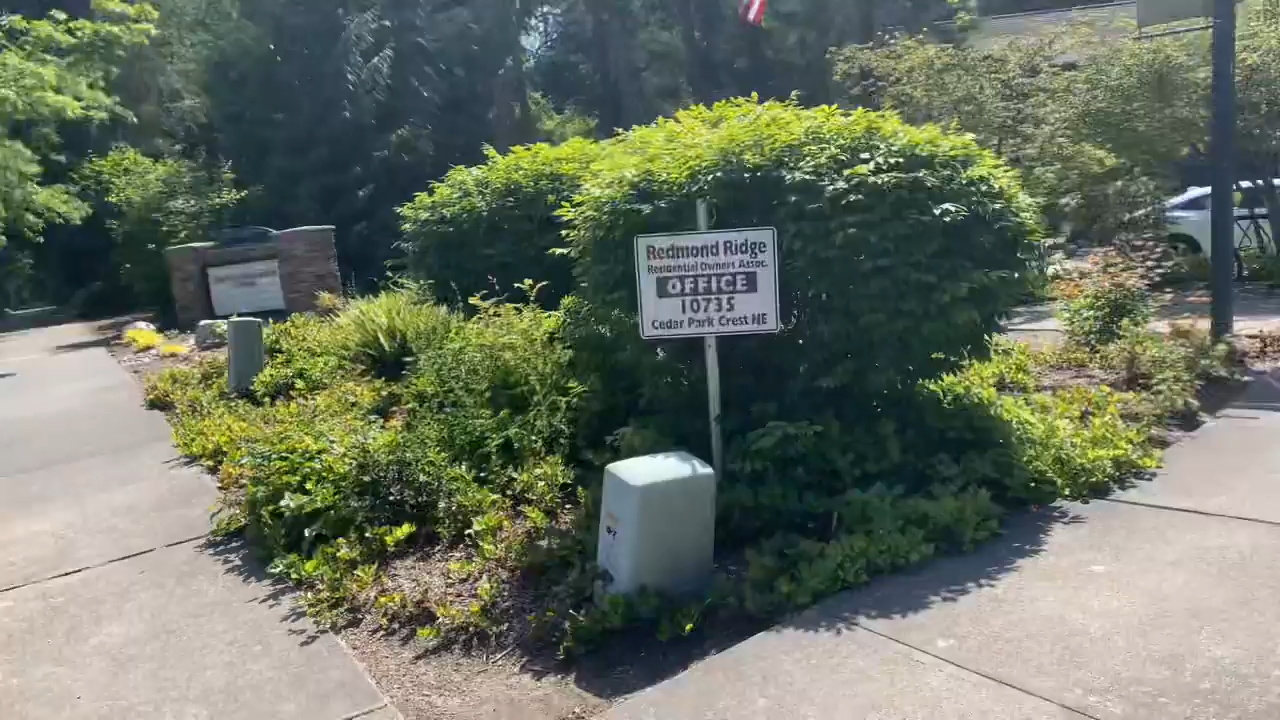 Redmond Ridge
Residential Owners Assoc.
OFFICE
10735
Cedar Park Crest NE